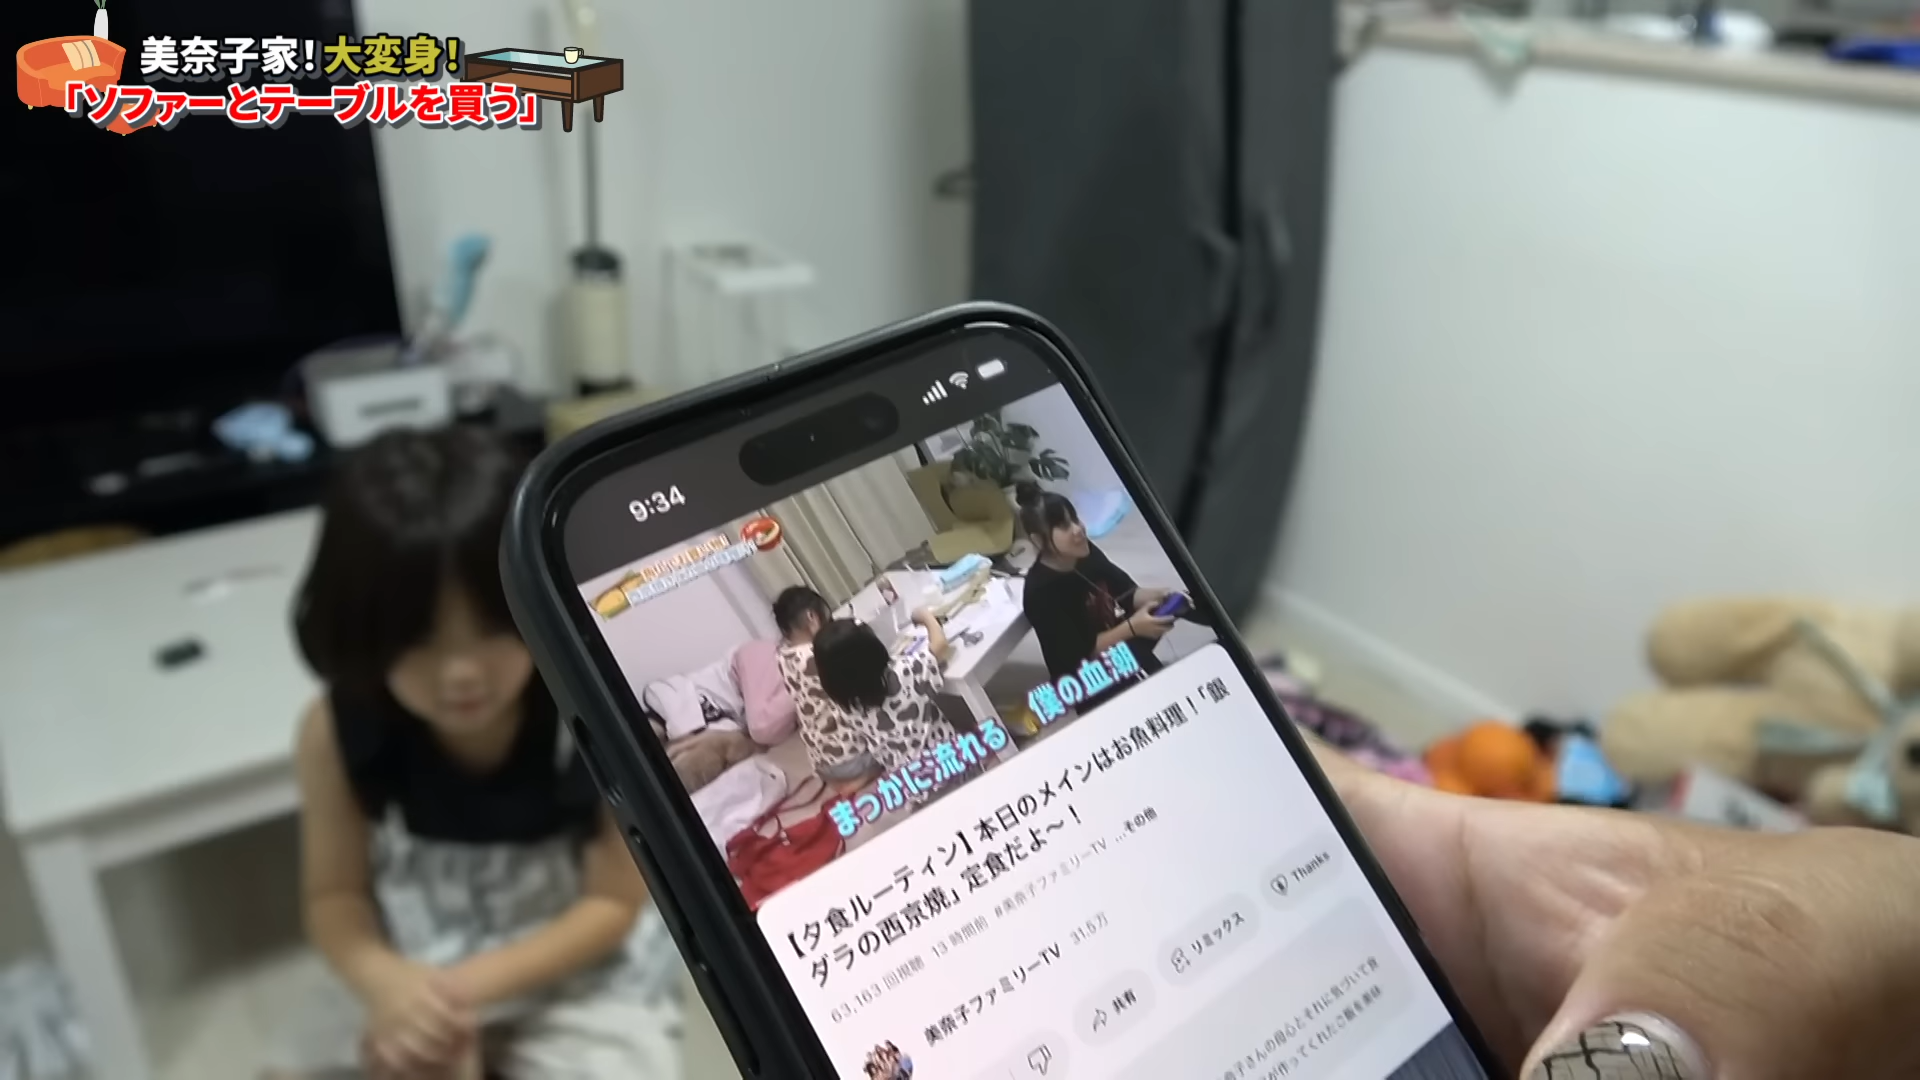 美奈子家!大変身!
「ソファーとテーブルを買う」
9:34
まっかに流れる 僕の血潮
【夕食ルーティン】本日のメインはお魚料理!「銀
ダラの西京焼」定食だよ〜!
63,163 回視聴 13 時間前 #美奈子ファミリーTV ...その他
美奈子ファミリーTV 31.5万
共有
リミックス
Thanks